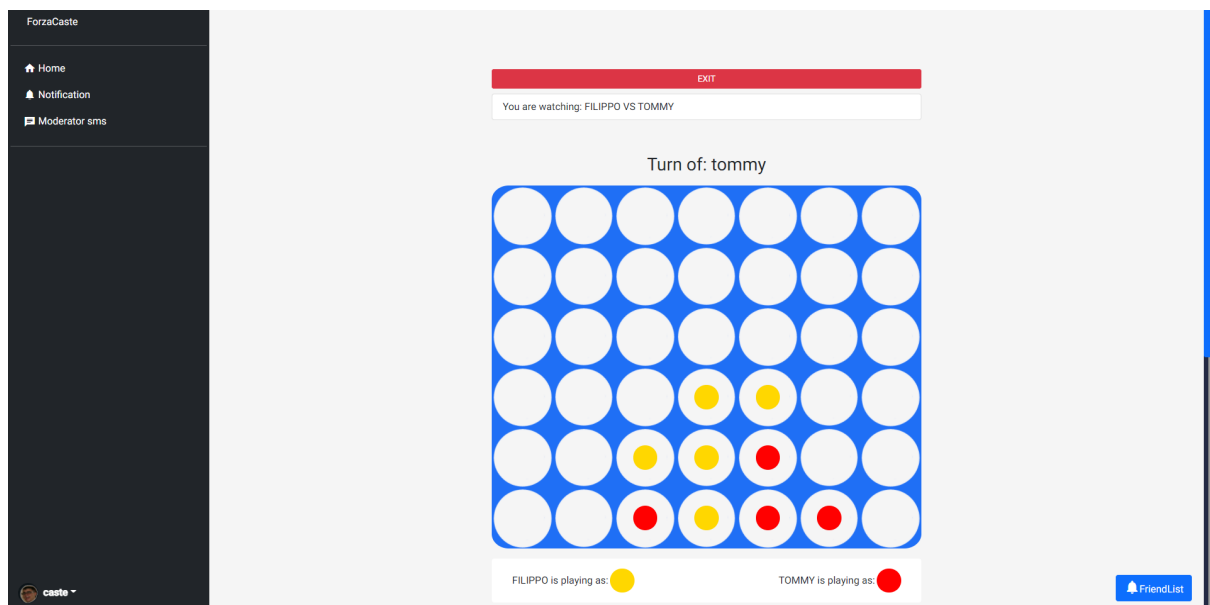 ForzaCaste
Home
Notification
Moderator sms
EXIT
You are watching: FILIPPO VS TOMMY
Turn of: tommy
FILIPPO is playing as:
TOMMY is playing as:
caste
FriendList